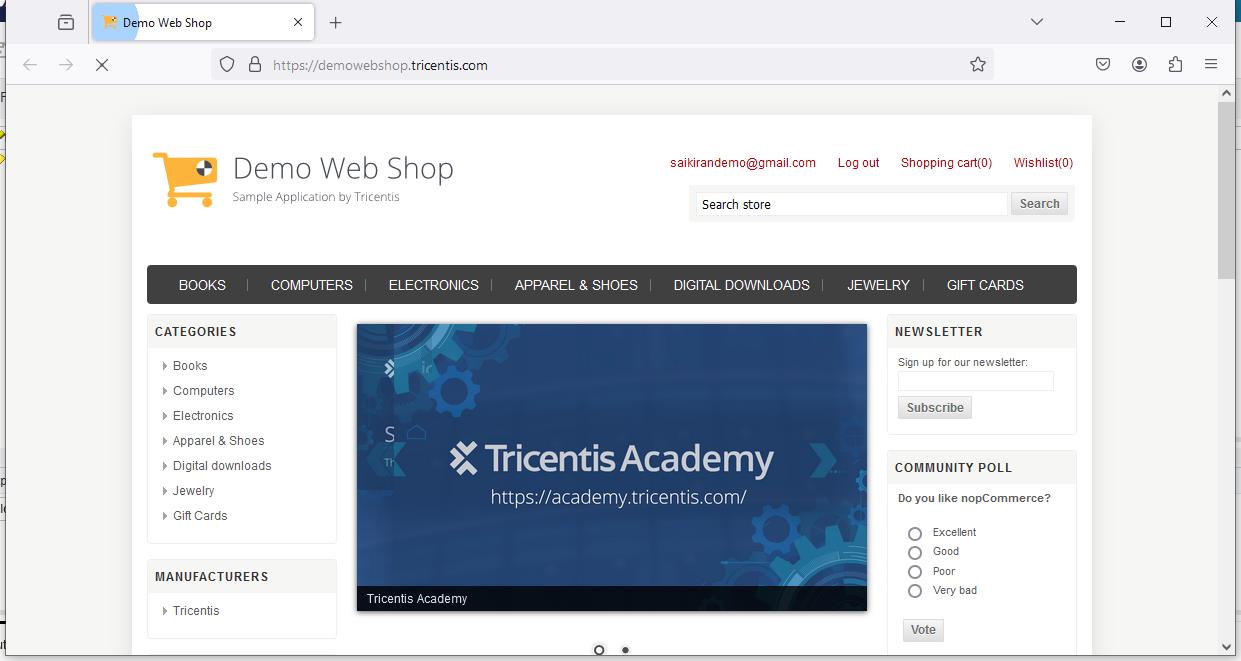 Demo Web Shop
https://demowebshop.tricentis.com
Demo Web Shop
Sample Application by Tricentis
saikirandemo@gmail.com Log out Shopping cart(0) Wishlist(0)
Search store Search
BOOKS COMPUTERS ELECTRONICS APPAREL & SHOES DIGITAL DOWNLOADS JEWELRY GIFT CARDS
CATEGORIES
Books
Computers
Electronics
Apparel & Shoes
Digital downloads
Jewelry
Gift Cards
MANUFACTURERS
Tricentis
Tricentis Academy
https://academy.tricentis.com/
Tricentis Academy
NEWSLETTER
Sign up for our newsletter:
Subscribe
COMMUNITY POLL
Do you like nopCommerce?
Excellent
Good
Poor
Very bad
Vote